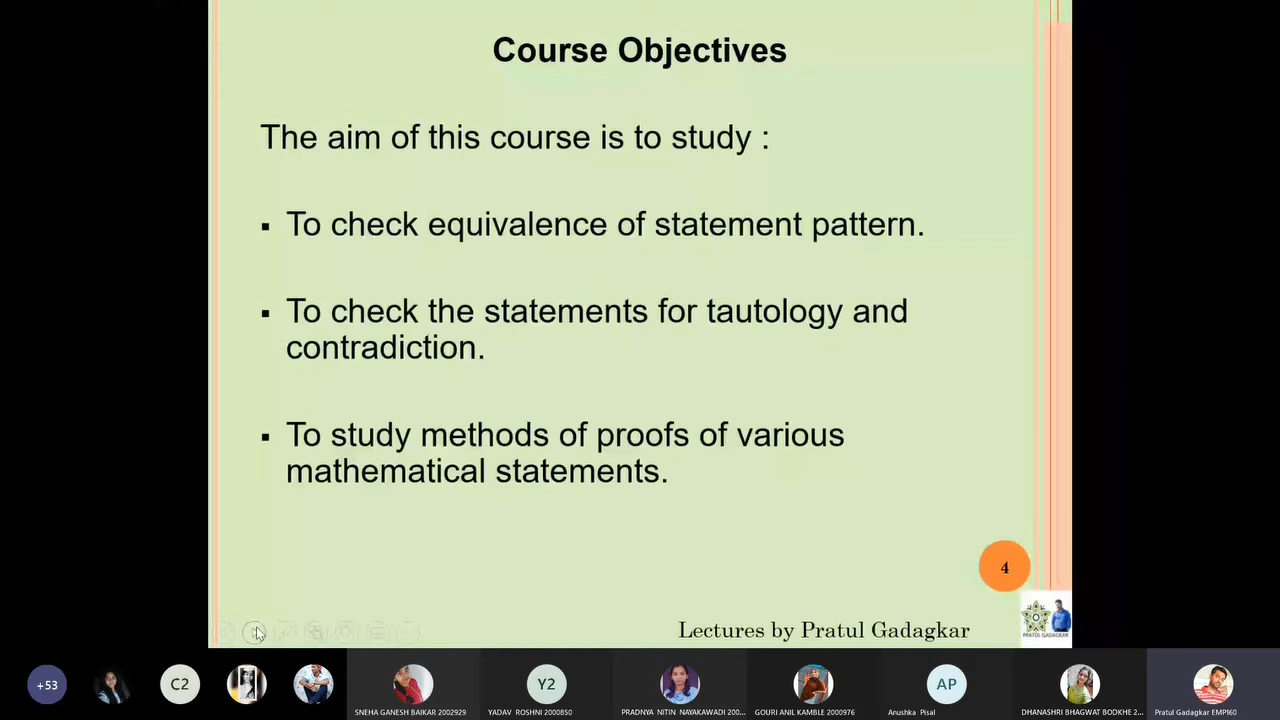 Course Objectives
The aim of this course is to study :
▪ To check equivalence of statement pattern.
▪ To check the statements for tautology and
contradiction.
▪ To study methods of proofs of various
mathematical statements.
4
PRATUL GADAGKAR
Lectures by Pratul Gadagkar
+53
C2
Y2
AP
SNEHA GANESH BAIKAR 2002929
YADAV ROSHNI 2000850
PRADNYA NITIN NAYAKAWADI 200...
GOURI ANIL KAMBLE 2000976
Anushka Pisal
DHANASHRI BHAGWAT BODKHE 2...
Pratul Gadagkar EMP60